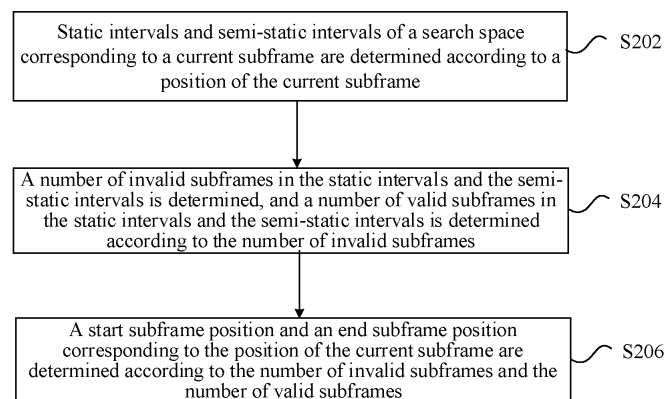 Static intervals and semi-static intervals of a search space
corresponding to a current subframe are determined according to a
position of the current subframe
S202
A number of invalid subframes in the static intervals and the semi-
static intervals is determined, and a number of valid subframes in
the static intervals and the semi-static intervals is determined
according to the number of invalid subframes
S204
A start subframe position and an end subframe position
corresponding to the position of the current subframe are
determined according to the number of invalid subframes and the
number of valid subframes
S206